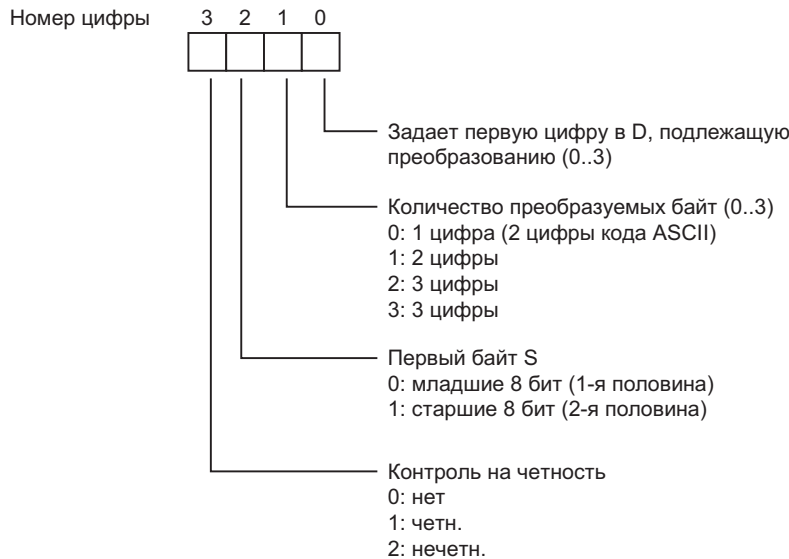 Номер цифры 3 2 1 0
Задает первую цифру в D, подлежащую
преобразованию (0..3)
Количество преобразуемых байт (0..3)
0: 1 цифра (2 цифры кода ASCII)
1: 2 цифры
2: 3 цифры
3: 3 цифры
Первый байт S
0: младшие 8 бит (1-я половина)
1: старшие 8 бит (2-я половина)
Контроль на четность
0: нет
1: четн.
2: нечетн.